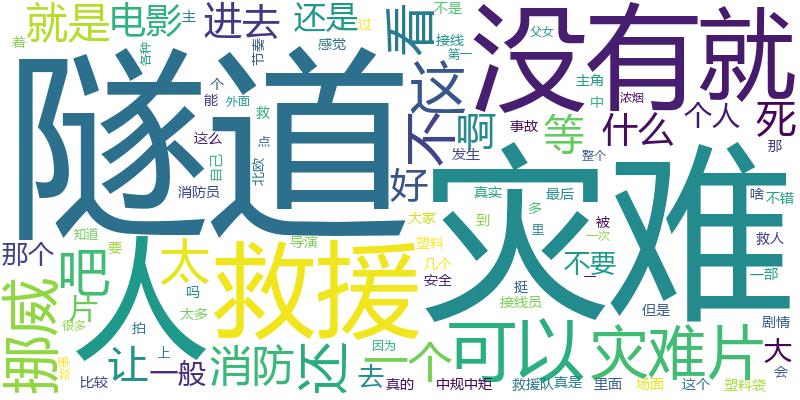 就是
电影
主
各种
着
进去
节奏
还是
感觉
过
看
不是
接线
第一
父女
没有
就
隧道
个
能
外面
这么
救
自己
北欧
点
消防员
这
不
啊
好
等
事故
发生
主角
中
浓烟
什么
整个
个人
死
那
灾难
真实
到
最后
多
里
被
一次
啥
不错
救人
一部
那个
知道
要
吧
片
人
太
吗
太多
救援
导演
大家
塑料
几个
安全
不要
一
挺
接线员
但是
剧情
挪威
很多
故事
比较
让
拍
上
一般
消防
还
因为
去
一个
真的
可以
中规中矩
灾难片
救援队
真是
里面
场面
这个
大
会
塑料袋